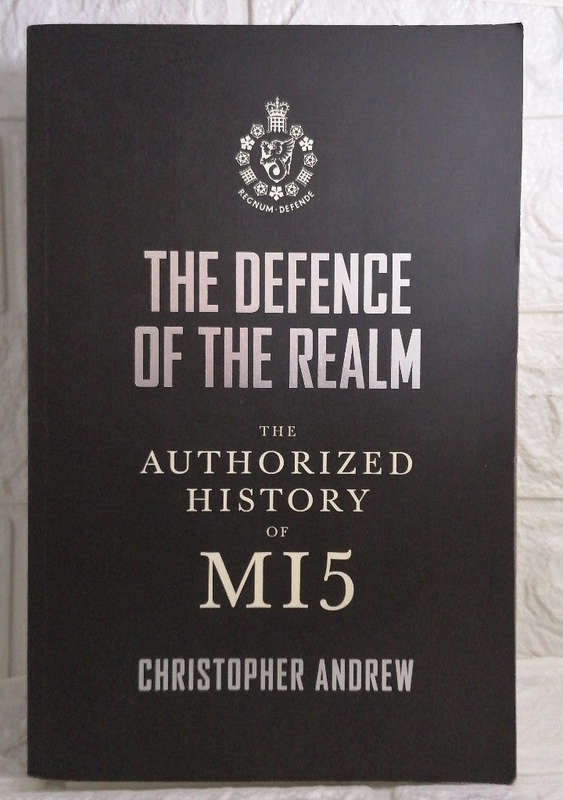 REGNUM · DEFENDE
THE DEFENCE
OF THE REALM
THE
AUTHORIZED
HISTORY
OF
MI5
CHRISTOPHER ANDREW